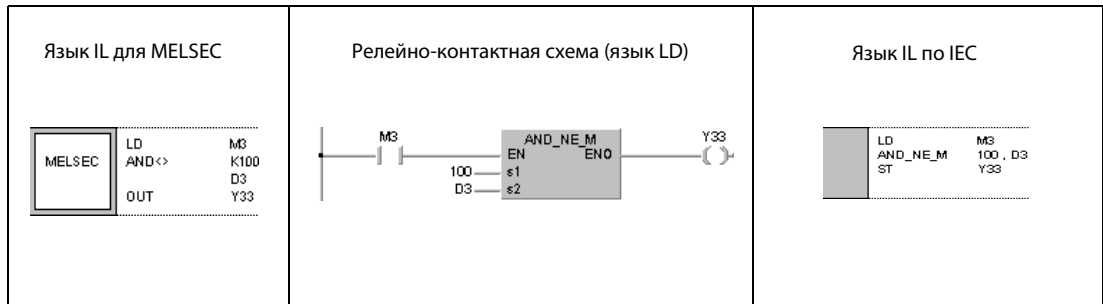 Язык IL для MELSEC
MELSEC
LD M3
AND<> K100
D3
OUT Y33
Релейно-контактная схема (язык LD)
M3
AND_NE_M
EN ENO
100 s1
D3 s2
Y33
Язык IL по IEC
LD M3
AND_NE_M 100 , D3
ST Y33